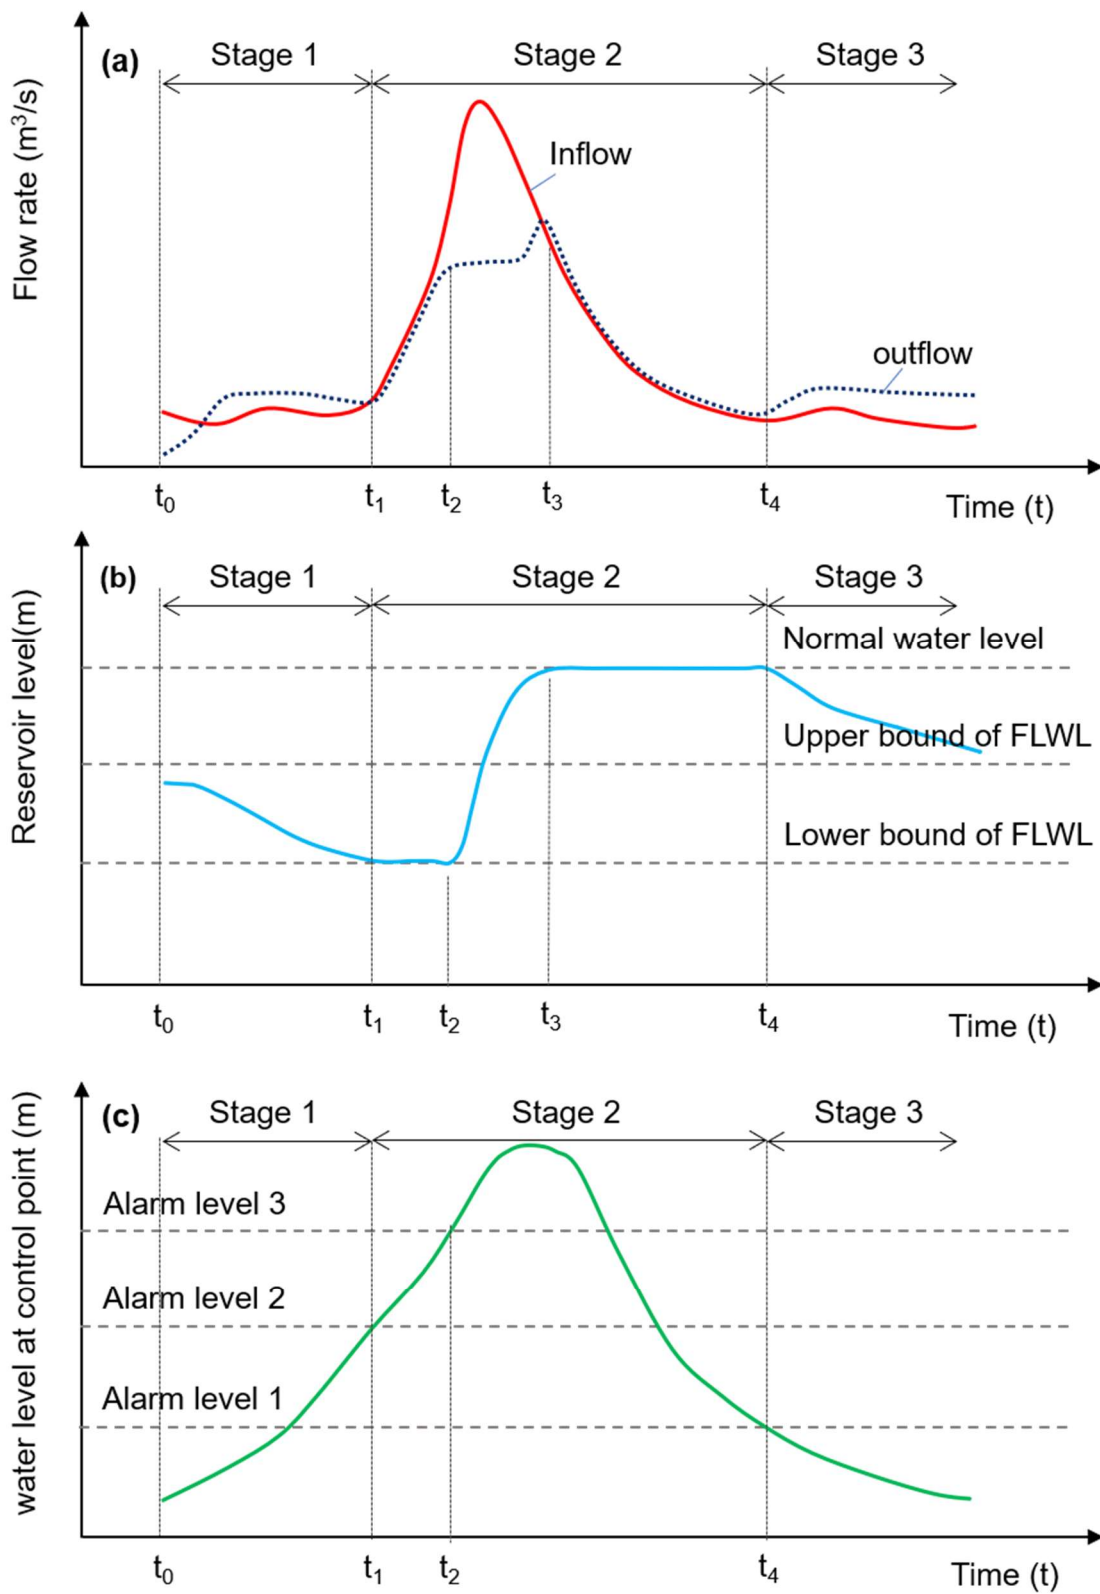 (a)
Stage 1
Stage 2
Stage 3
Flow rate (m³/s)
Inflow
outflow
t₀
t₁
t₂
t₃
t₄
Time (t)
(b)
Stage 1
Stage 2
Stage 3
Reservoir level(m)
Normal water level
Upper bound of FLWL
Lower bound of FLWL
t₀
t₁
t₂
t₃
t₄
Time (t)
(c)
Stage 1
Stage 2
Stage 3
water level at control point (m)
Alarm level 3
Alarm level 2
Alarm level 1
t₀
t₁
t₂
t₄
Time (t)